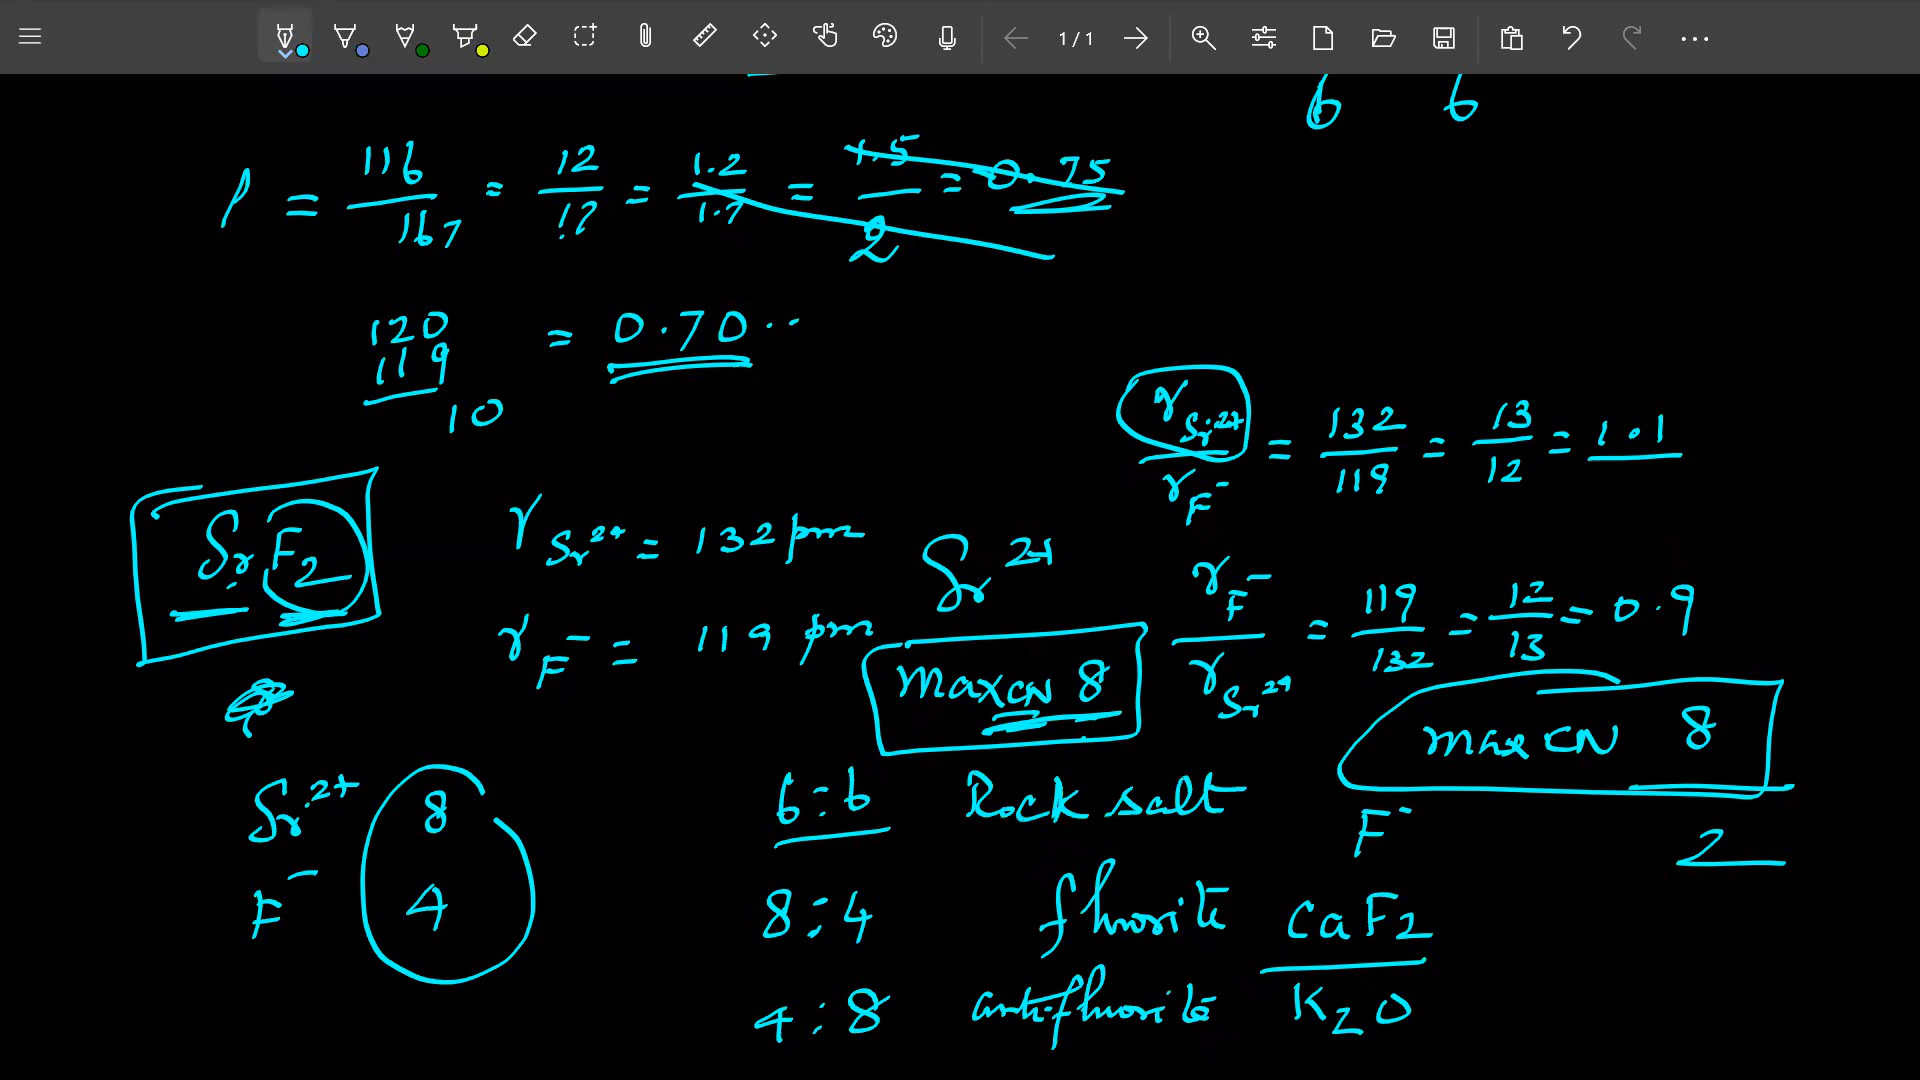 1 / 1
6 6
ρ = 116/167 = 12/17 = 1.2/1.7 = 1.5/2 = 0.75
120
119
10
= 0.70..
r Sr2+ / r F- = 132/119 = 13/12 = 1.1
SrF2
r Sr2+ = 132 pm
Sr2+
r F- = 119 pm
r F- / r Sr2+ = 119/132 = 12/13 = 0.9
max CN 8
max CN 8
Sr2+ 8
6:6 Rock salt
F- 2
F- 4
8:4 fluorite CaF2
4:8 antifluorite K2O